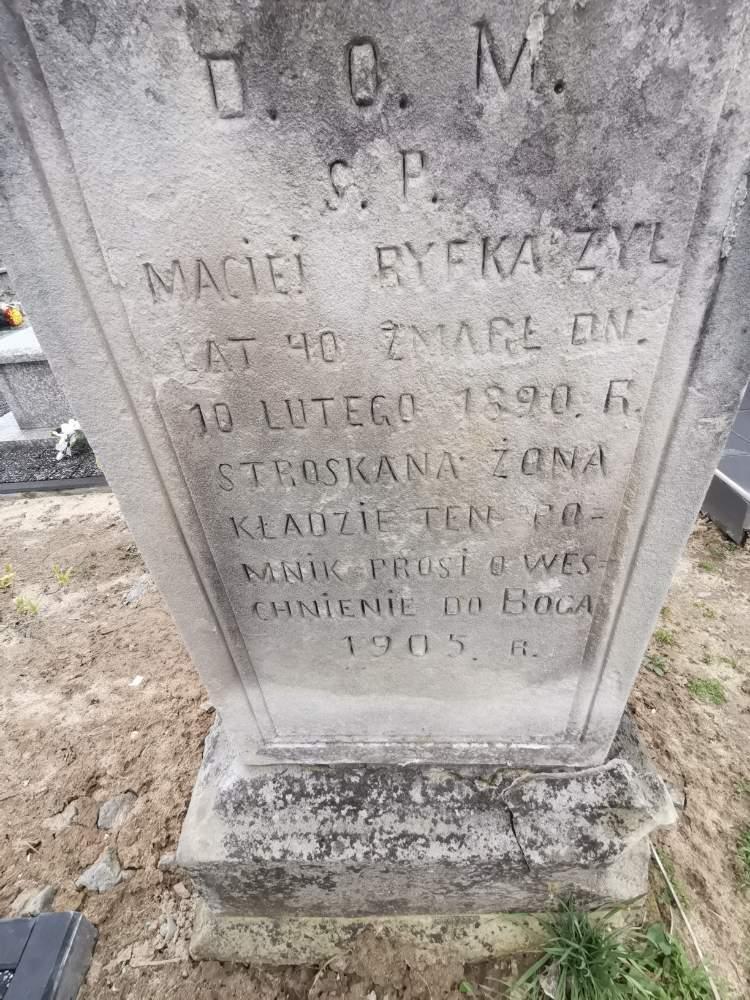 D. O. M.
Ś. P.
MACIEJ RYFKA ŻYŁ
LAT 40 ZMARŁ DN.
10 LUTEGO 1890. R.
STROSKANA ŻONA
KŁADZIE TEN PO=
MNIK PROSI O WES-
CHNIENIE DO BOGA
1905. R.